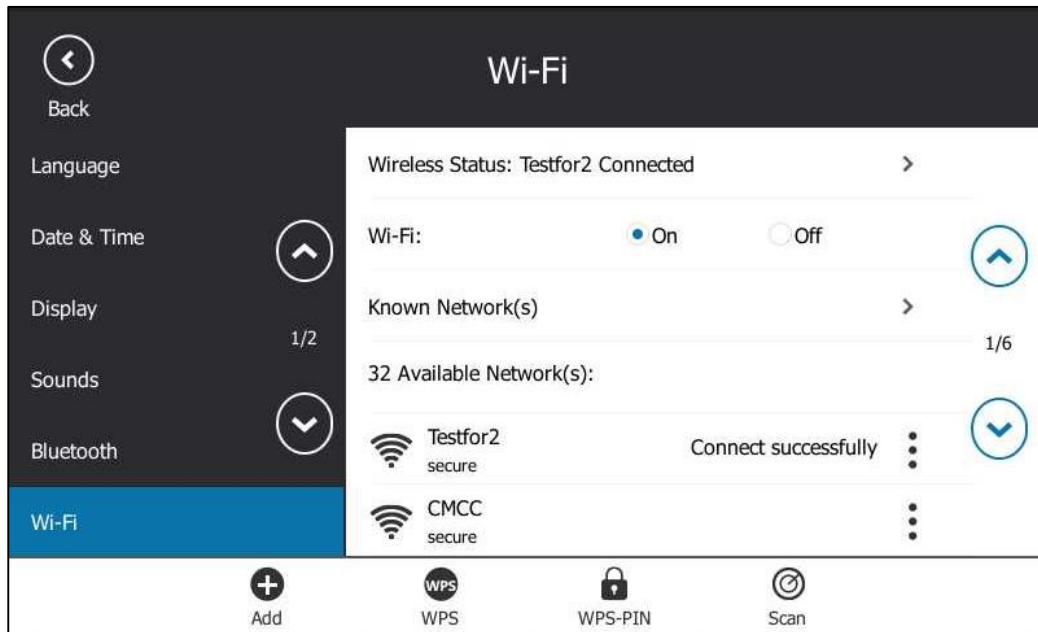 Back
Wi-Fi
Language
Date & Time
Display
1/2
Sounds
Bluetooth
Wi-Fi
Wireless Status: Testfor2 Connected
Wi-Fi: On Off
Known Network(s)
1/6
32 Available Network(s):
Testfor2
secure
Connect successfully
CMCC
secure
Add
WPS
WPS
WPS-PIN
Scan